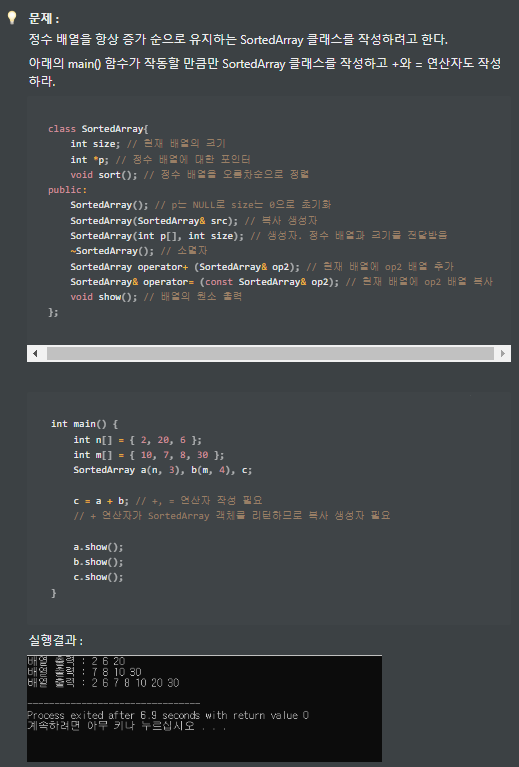 문제 :
정수 배열을 항상 증가 순으로 유지하는 SortedArray 클래스를 작성하려고 한다.
아래의 main() 함수가 작동할 만큼만 SortedArray 클래스를 작성하고 +와 = 연산자도 작성
하라.
class SortedArray{
    int size; // 현재 배열의 크기
    int *p; // 정수 배열에 대한 포인터
    void sort(); // 정수 배열을 오름차순으로 정렬
public:
    SortedArray(); // p는 NULL로 size는 0으로 초기화
    SortedArray(SortedArray& src); // 복사 생성자
    SortedArray(int p[], int size); // 생성자. 정수 배열과 크기를 전달받음
    ~SortedArray(); // 소멸자
    SortedArray operator+ (SortedArray& op2); // 현재 배열에 op2 배열 추가
    SortedArray& operator= (const SortedArray& op2); // 현재 배열에 op2 배열 복사
    void show(); // 배열의 원소 출력
};
int main() {
    int n[] = { 2, 20, 6 };
    int m[] = { 10, 7, 8, 30 };
    SortedArray a(n, 3), b(m, 4), c;
    c = a + b; // +, = 연산자 작성 필요
    // + 연산자가 SortedArray 객체를 리턴하므로 복사 생성자 필요
    a.show();
    b.show();
    c.show();
}
실행결과 :
배열 출력 : 2 6 20
배열 출력 : 7 8 10 30
배열 출력 : 2 6 7 8 10 20 30
--------------------------------
Process exited after 6.9 seconds with return value 0
계속하려면 아무 키나 누르십시오 . . .